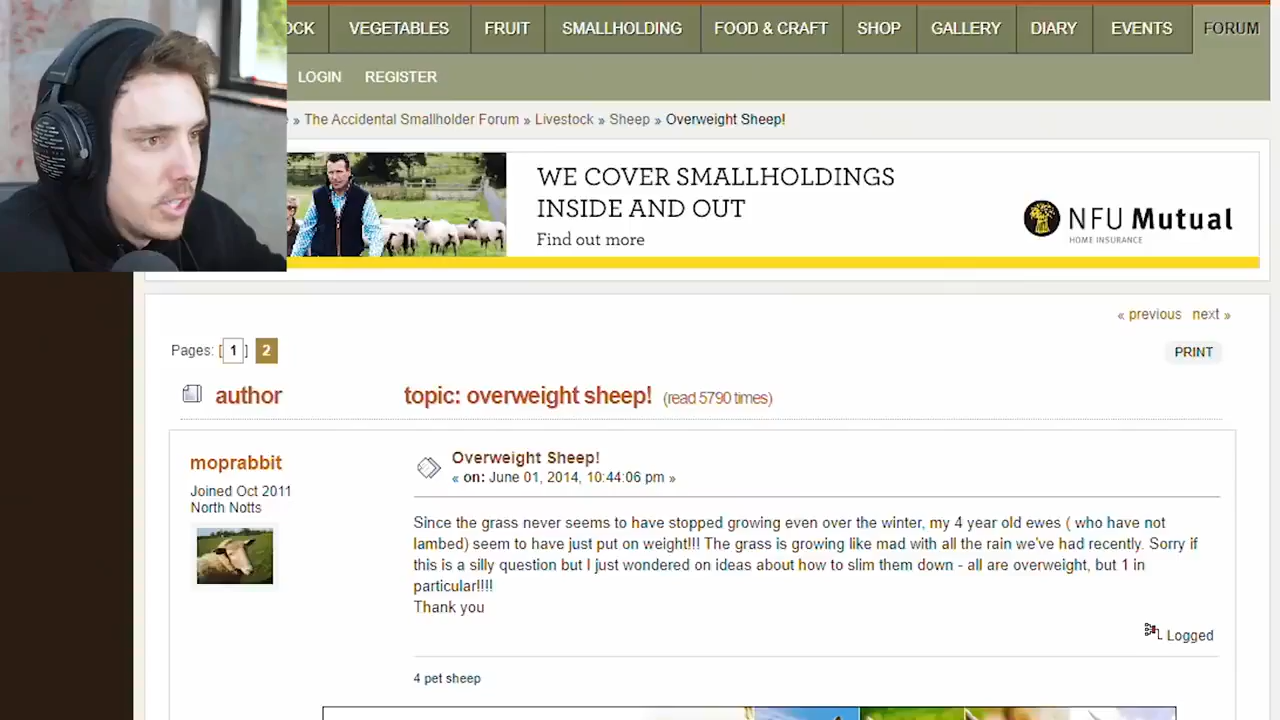 OCK VEGETABLES FRUIT SMALLHOLDING FOOD & CRAFT SHOP GALLERY DIARY EVENTS FORUM
LOGIN REGISTER
» The Accidental Smallholder Forum » Livestock » Sheep » Overweight Sheep!
WE COVER SMALLHOLDINGS
INSIDE AND OUT
Find out more
NFU Mutual
HOME INSURANCE
« previous next »
Pages: [1] 2
PRINT
author topic: overweight sheep! (read 5790 times)
moprabbit
Joined Oct 2011
North Notts
Overweight Sheep!
« on: June 01, 2014, 10:44:06 pm »
Since the grass never seems to have stopped growing even over the winter, my 4 year old ewes ( who have not
lambed) seem to have just put on weight!!! The grass is growing like mad with all the rain we've had recently. Sorry if
this is a silly question but I just wondered on ideas about how to slim them down - all are overweight, but 1 in
particular!!!!
Thank you
Logged
4 pet sheep